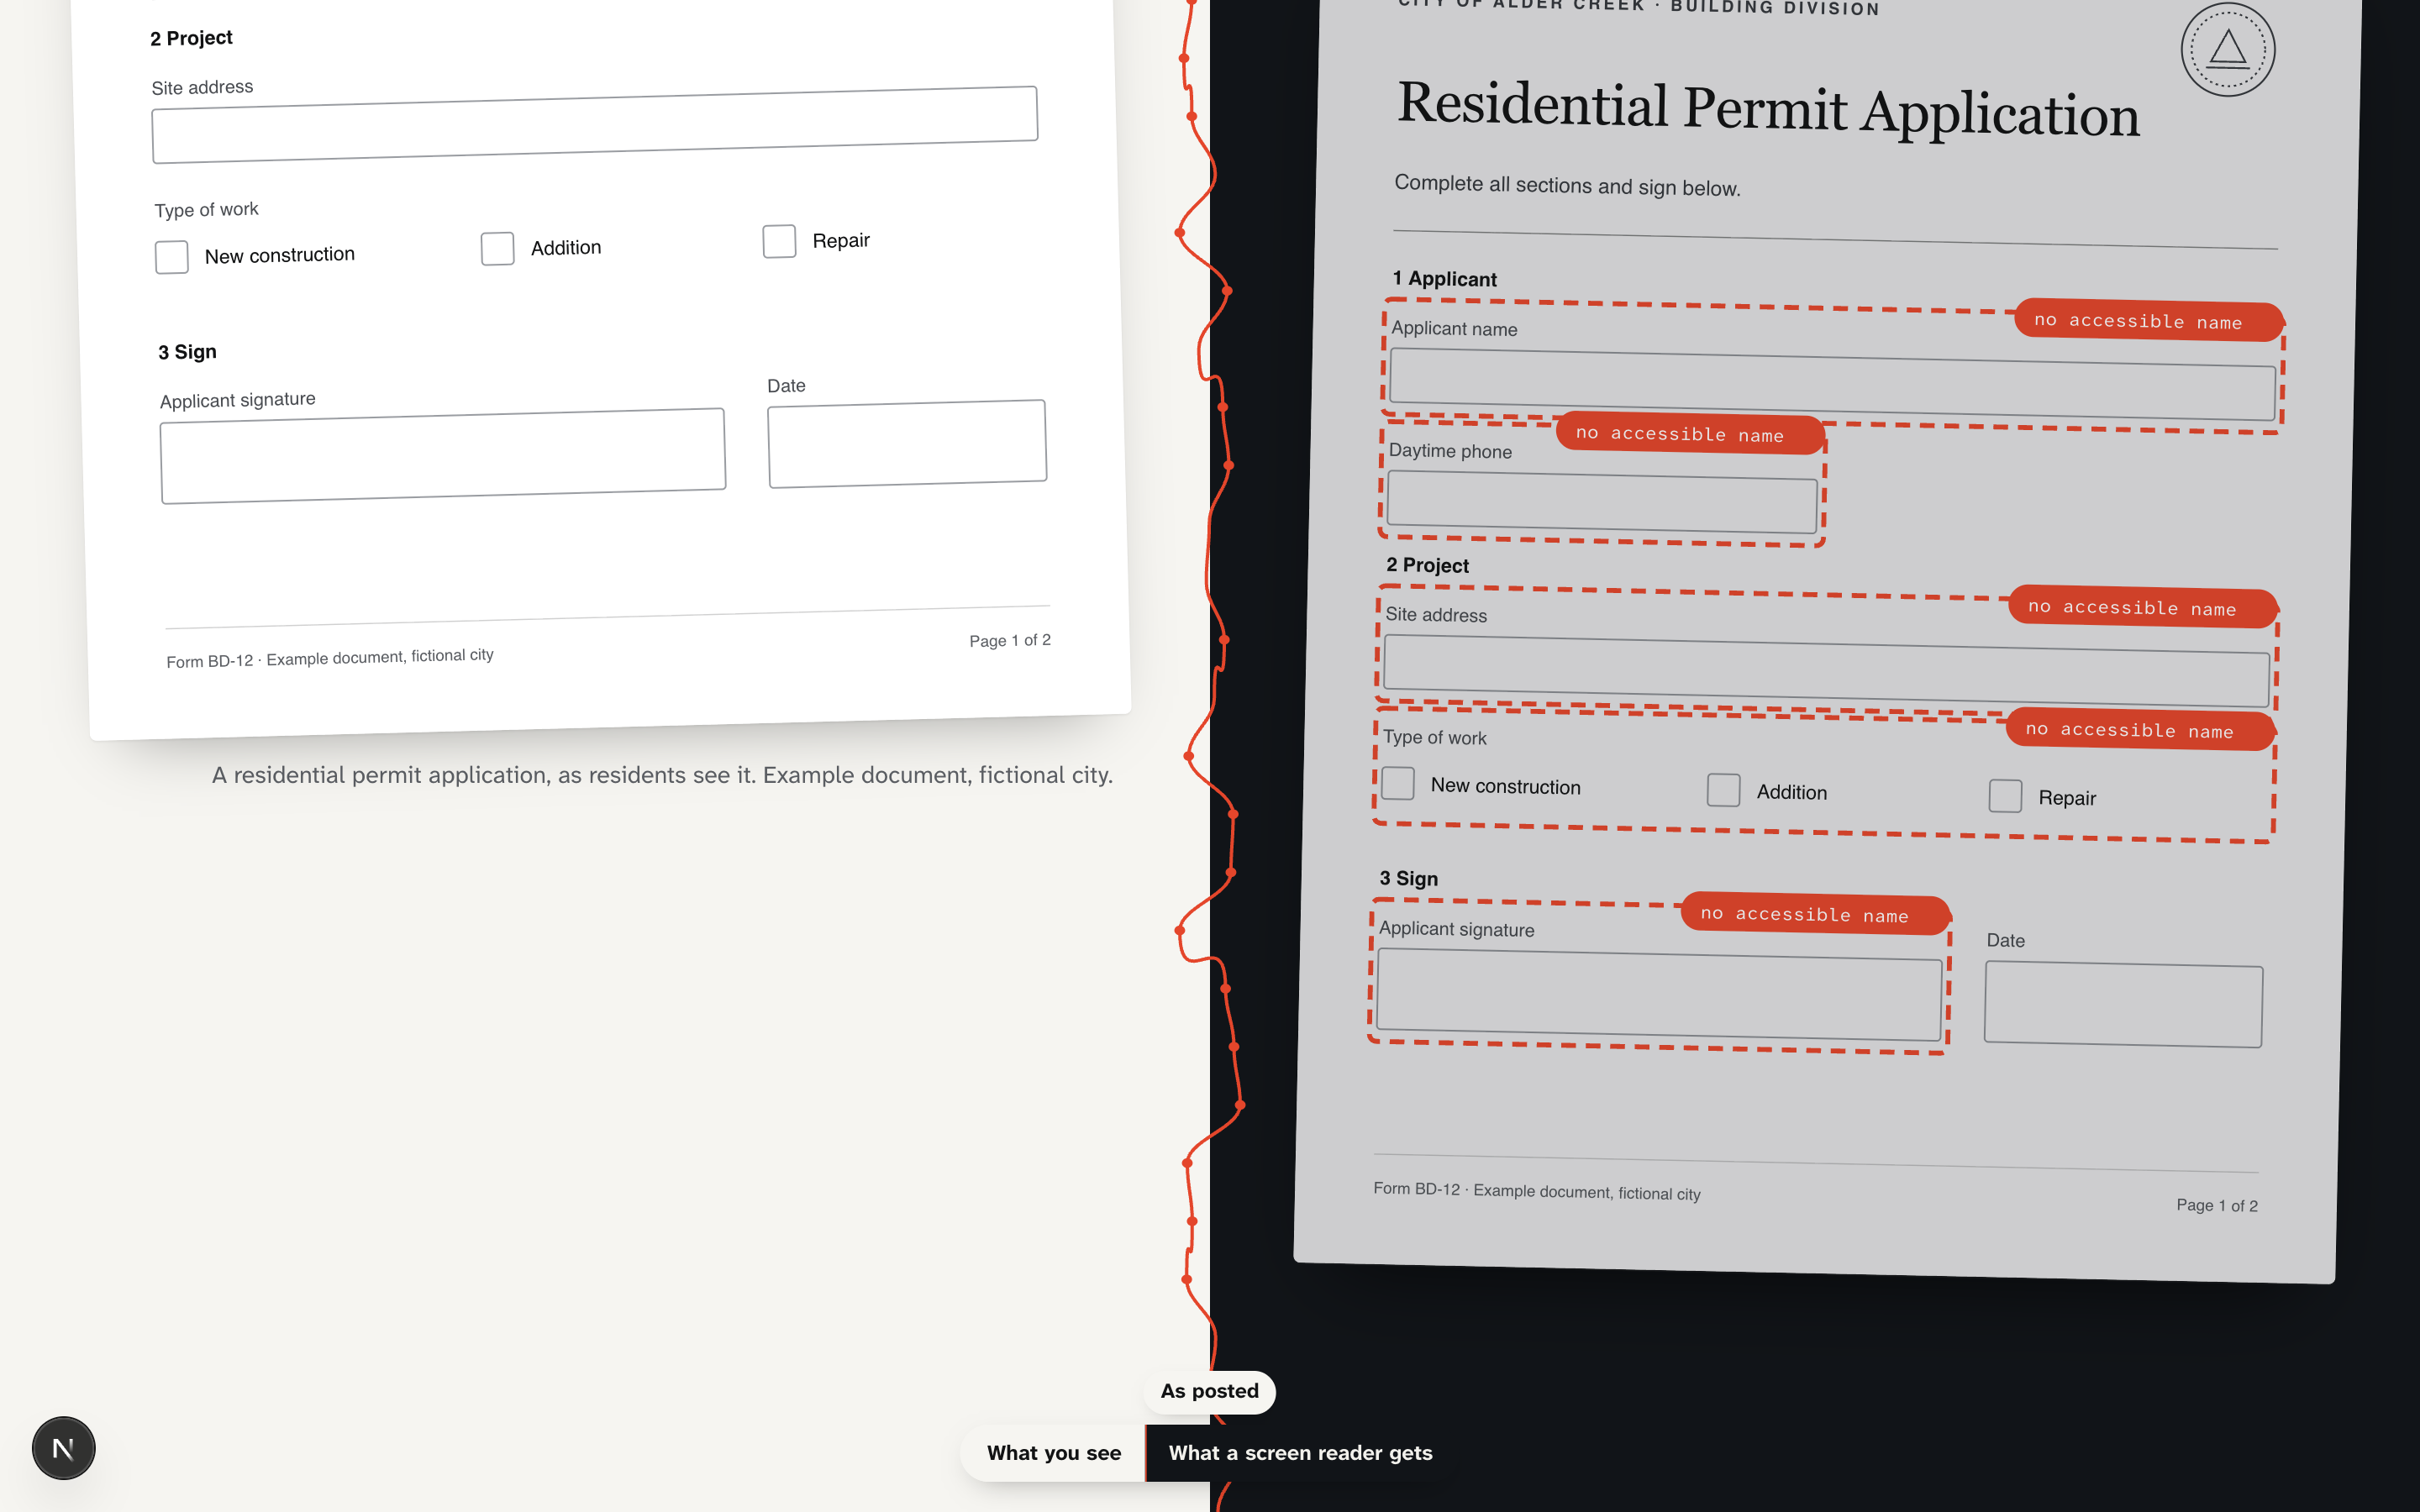 2 Project
Site address
Type of work
New construction
Addition
Repair
3 Sign
Applicant signature
Date
Form BD-12 · Example document, fictional city
Page 1 of 2
A residential permit application, as residents see it. Example document, fictional city.
CITY OF ALDER CREEK · BUILDING DIVISION
Residential Permit Application
Complete all sections and sign below.
1 Applicant
no accessible name
Applicant name
no accessible name
Daytime phone
2 Project
no accessible name
Site address
no accessible name
Type of work
New construction
Addition
Repair
3 Sign
no accessible name
Applicant signature
Date
Form BD-12 · Example document, fictional city
Page 1 of 2
As posted
What you see
What a screen reader gets
N